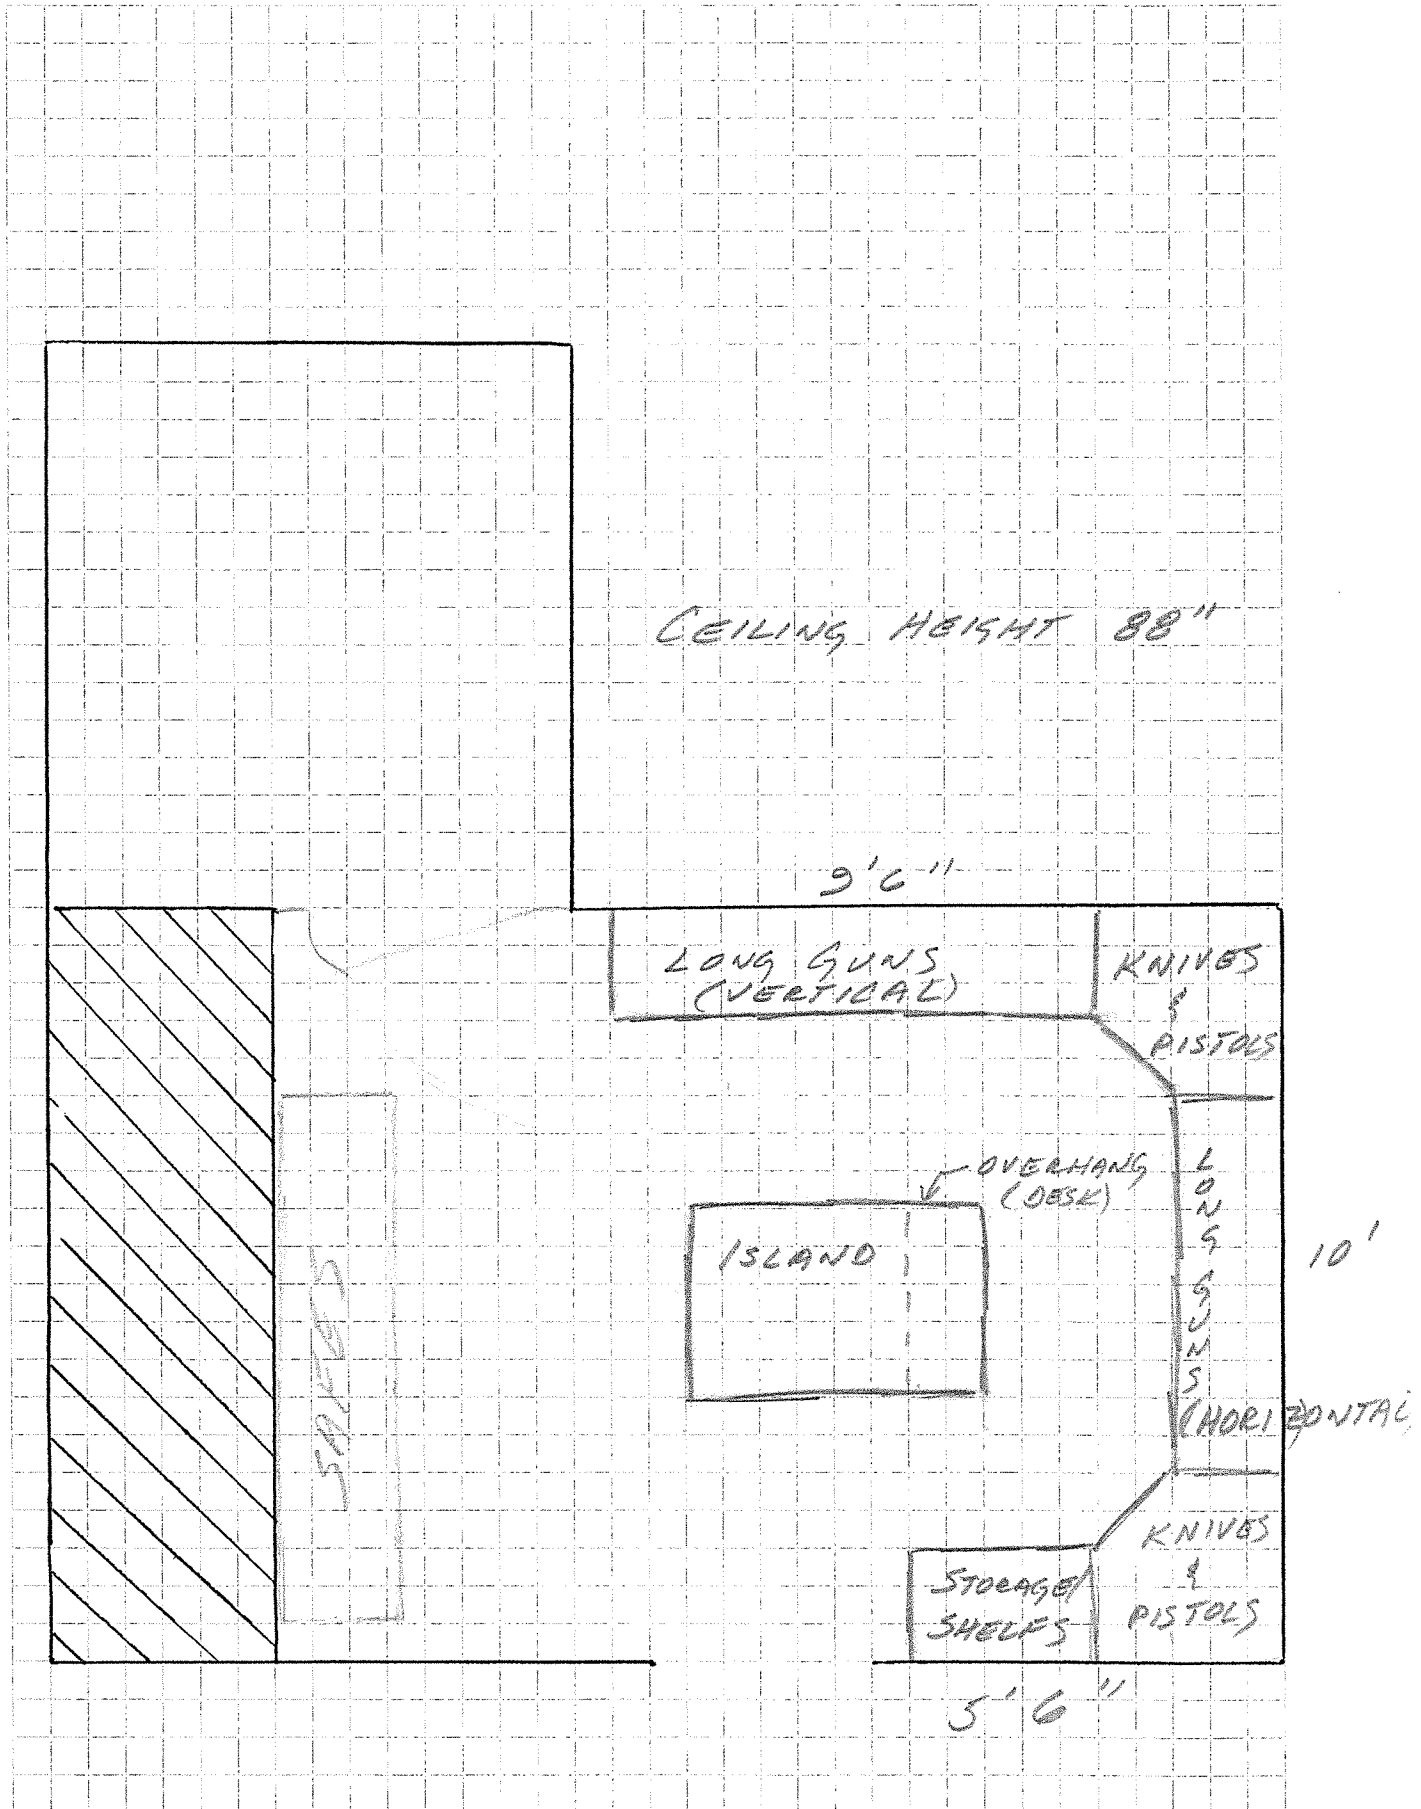 CEILING HEIGHT 88"
9'6"
LONG GUNS
(VERTICAL)
KNIVES
&
PISTOLS
OVERHANG
(DESK)
ISLAND
LONG GUNS
(HORIZONTAL
10'
SAFES
KNIVES
&
PISTOLS
STORAGE/
SHELFS
5'6"